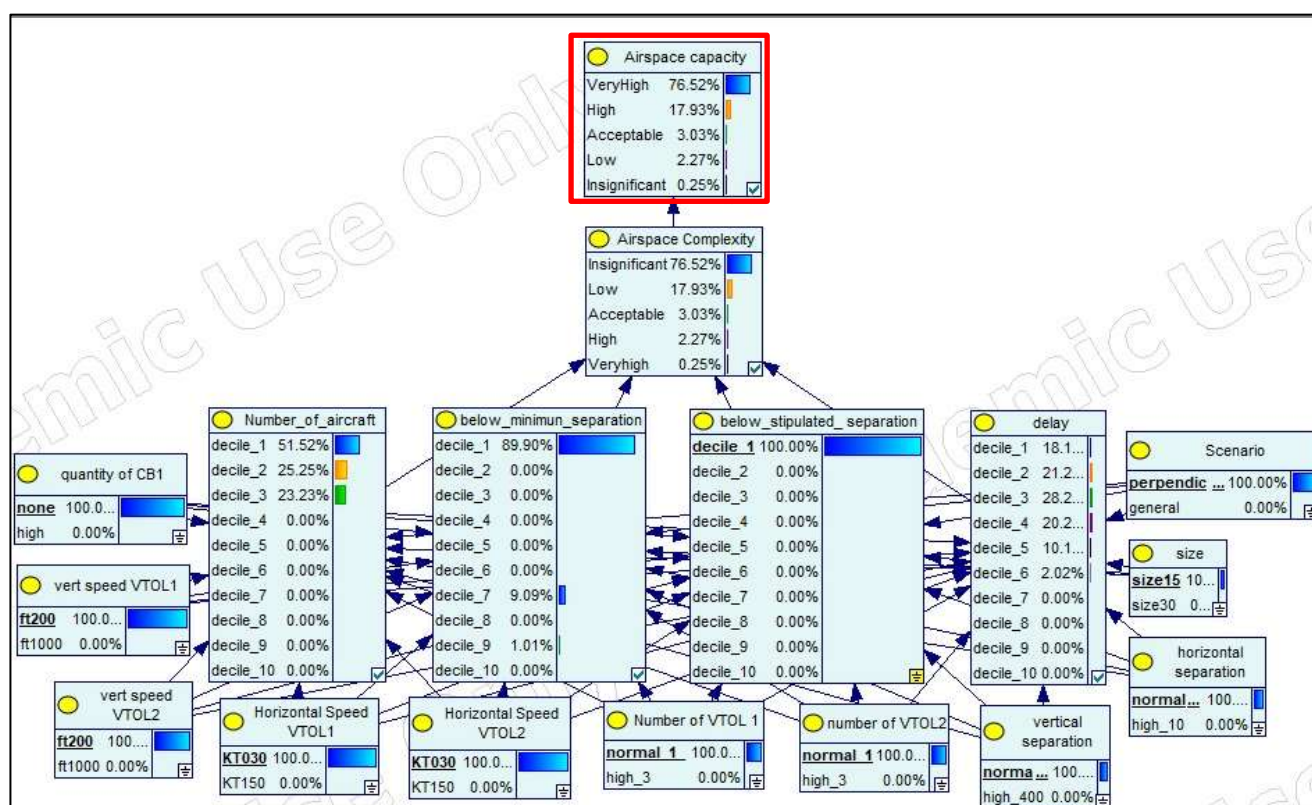 Airspace capacity
VeryHigh 76.52%
High 17.93%
Acceptable 3.03%
Low 2.27%
Insignificant 0.25%
Airspace Complexity
Insignificant 76.52%
Low 17.93%
Acceptable 3.03%
High 2.27%
Veryhigh 0.25%
Number_of_aircraft
decile_1 51.52%
decile_2 25.25%
decile_3 23.23%
decile_4 0.00%
decile_5 0.00%
decile_6 0.00%
decile_7 0.00%
decile_8 0.00%
decile_9 0.00%
decile_10 0.00%
below_minimun_separation
decile_1 89.90%
decile_2 0.00%
decile_3 0.00%
decile_4 0.00%
decile_5 0.00%
decile_6 0.00%
decile_7 9.09%
decile_8 0.00%
decile_9 1.01%
decile_10 0.00%
below_stipulated_ separation
decile_1 100.00%
decile_2 0.00%
decile_3 0.00%
decile_4 0.00%
decile_5 0.00%
decile_6 0.00%
decile_7 0.00%
decile_8 0.00%
decile_9 0.00%
decile_10 0.00%
delay
decile_1 18.1...
decile_2 21.2...
decile_3 28.2...
decile_4 20.2...
decile_5 10.1...
decile_6 2.02%
decile_7 0.00%
decile_8 0.00%
decile_9 0.00%
decile_10 0.00%
quantity of CB1
none 100.0...
high 0.00%
vert speed VTOL1
ft200 100.0...
ft1000 0.00%
vert speed
VTOL2
ft200 100....
ft1000 0.00%
Horizontal Speed
VTOL1
KT030 100.0...
KT150 0.00%
Horizontal Speed
VTOL2
KT030 100.0...
KT150 0.00%
Number of VTOL 1
normal_1 100.0...
high_3 0.00%
number of VTOL2
normal_1 100.0...
high_3 0.00%
vertical
separation
norma ... 100....
high_400 0.00%
Scenario
perpendic ... 100.00%
general 0.00%
size
size15 10...
size30 0...
horizontal
separation
normal... 100....
high_10 0.00%
emic Use Only
emic Use